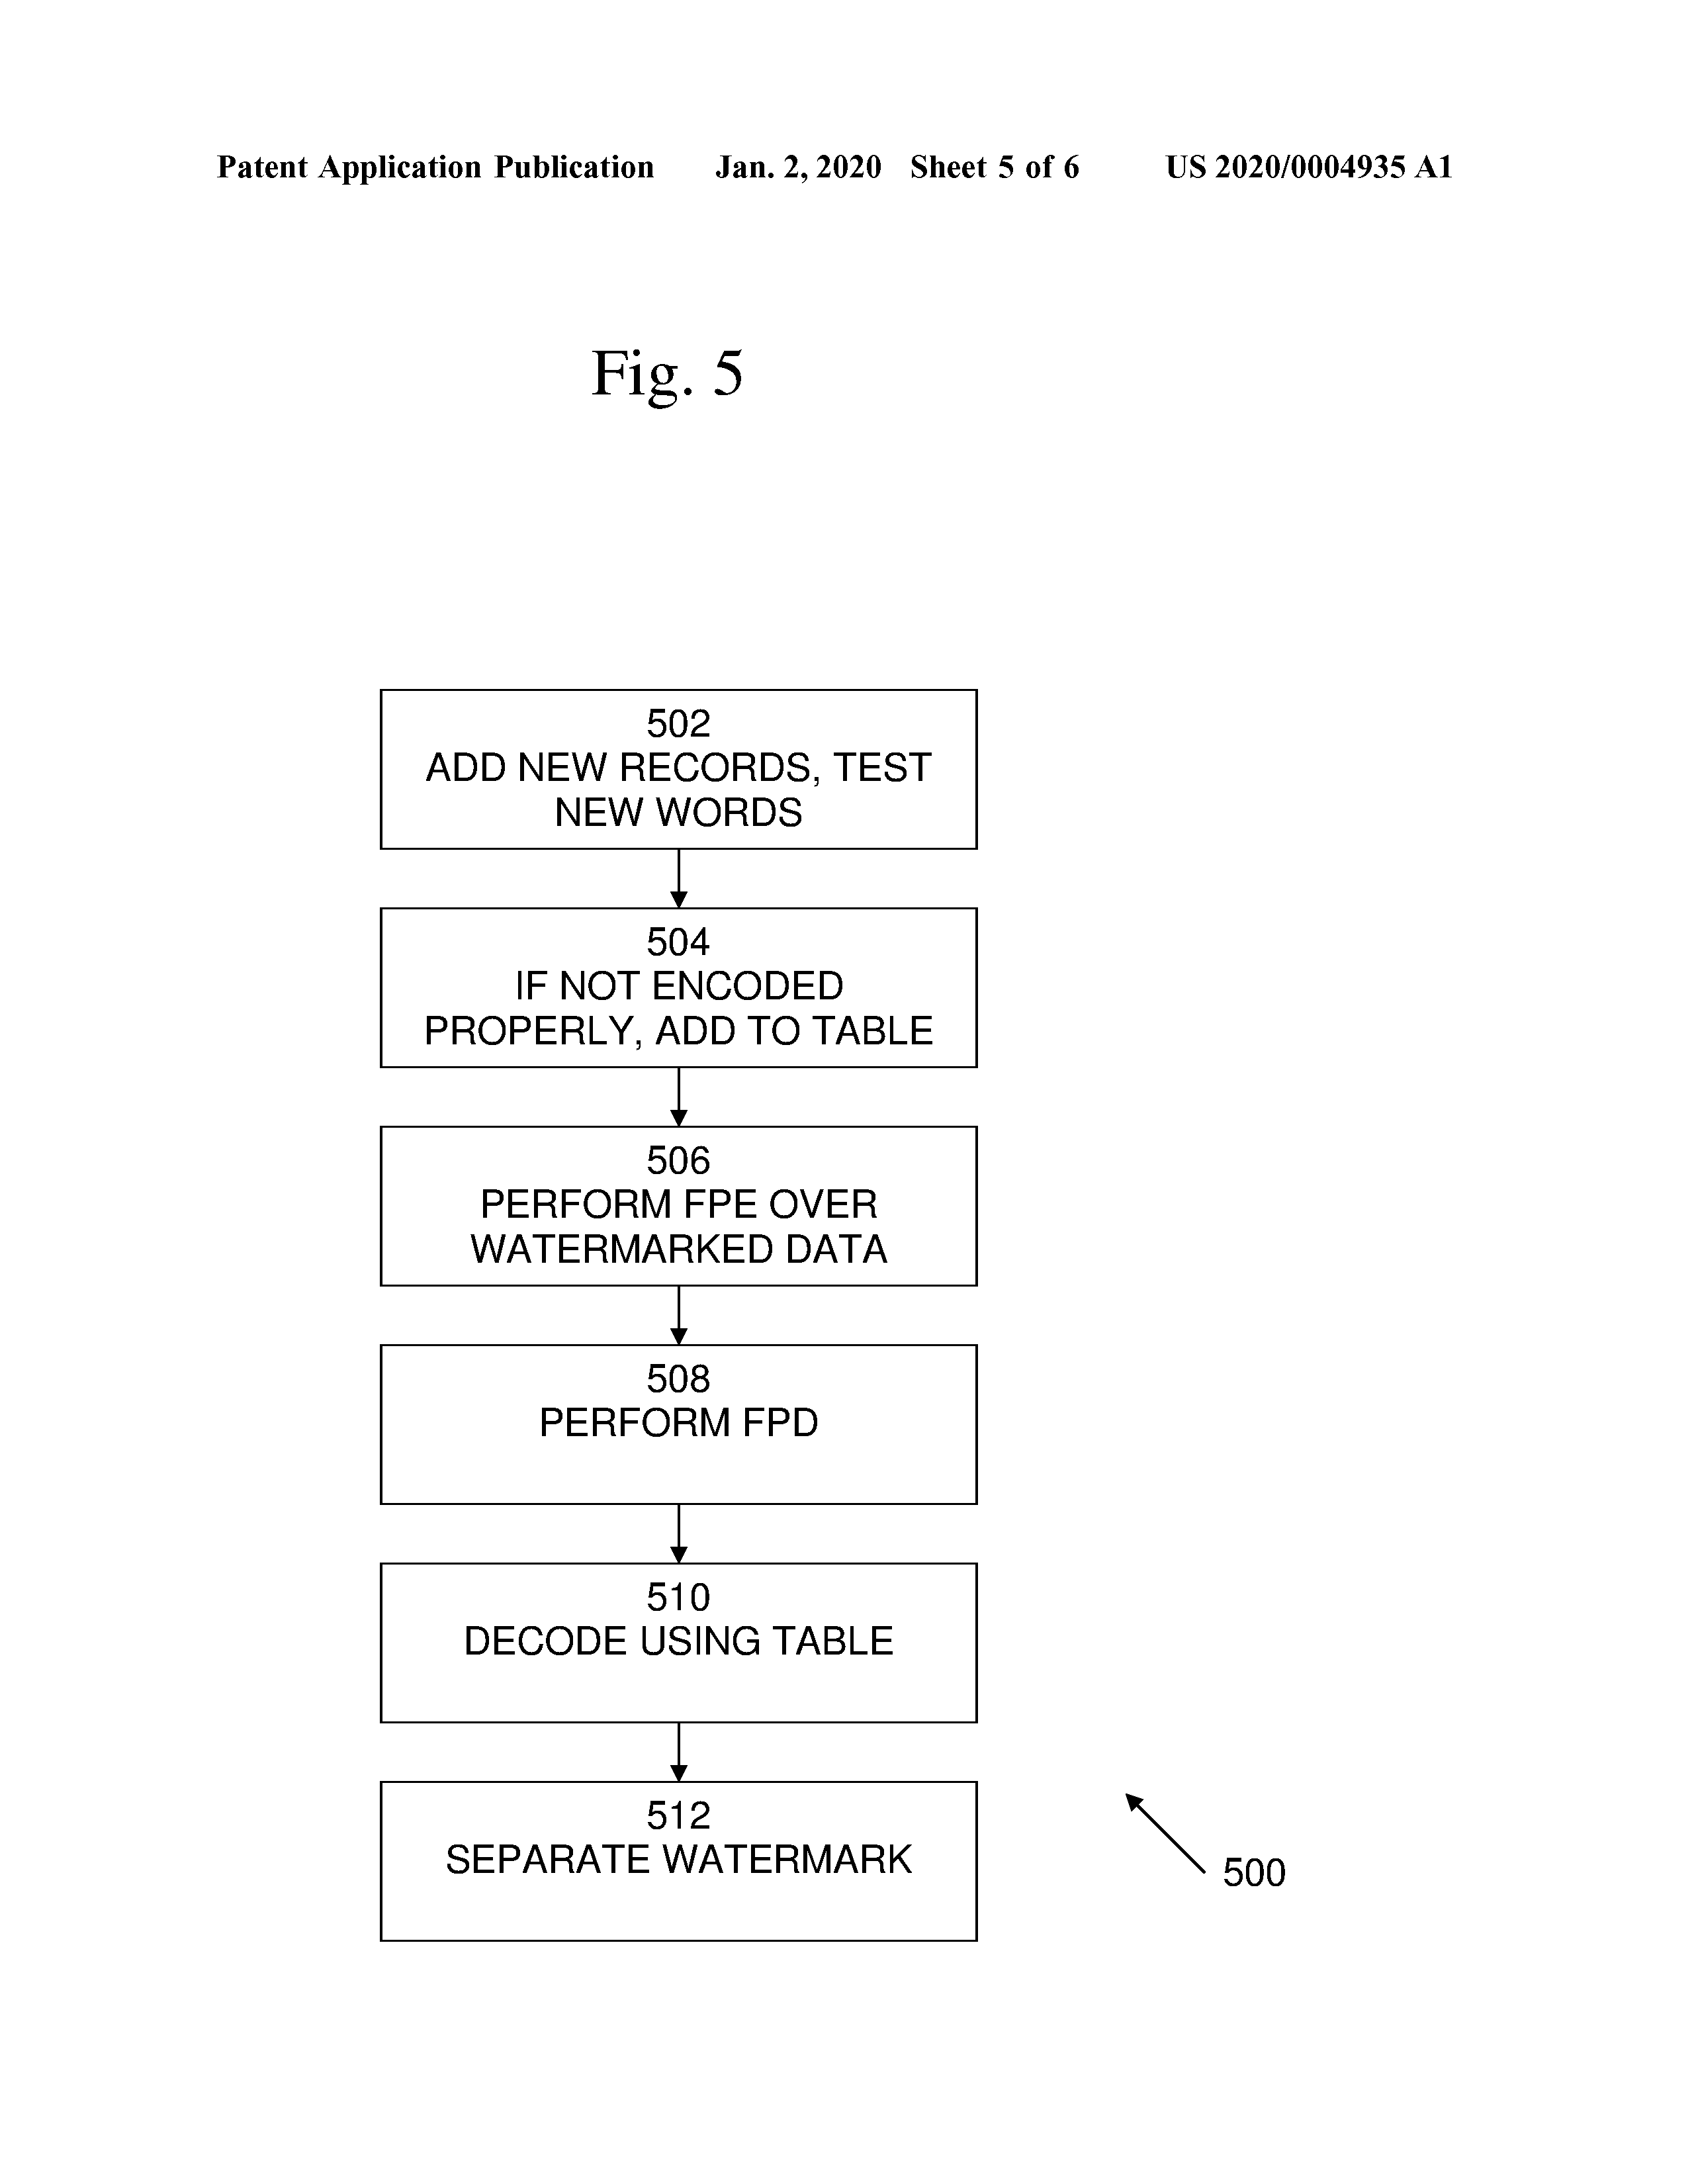 Patent Application Publication Jan. 2, 2020 Sheet 5 of 6 US 2020/0004935 A1
Fig. 5
502
ADD NEW RECORDS, TEST
NEW WORDS
504
IF NOT ENCODED
PROPERLY, ADD TO TABLE
506
PERFORM FPE OVER
WATERMARKED DATA
508
PERFORM FPD
510
DECODE USING TABLE
512
SEPARATE WATERMARK
500